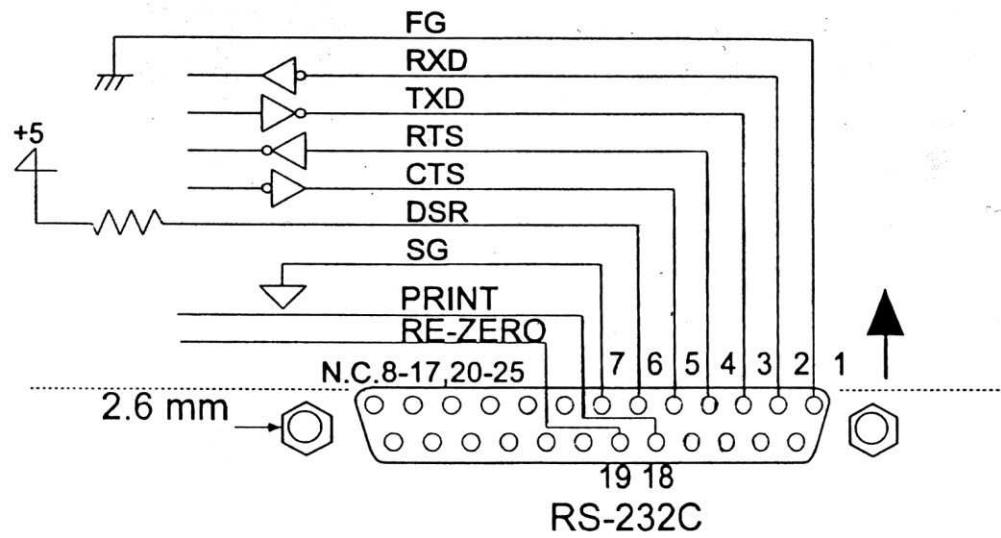 FG
RXD
TXD
+5
RTS
CTS
DSR
SG
PRINT
RE-ZERO
N.C.8-17,20-25
7 6 5 4 3 2 1
2.6 mm
19 18
RS-232C